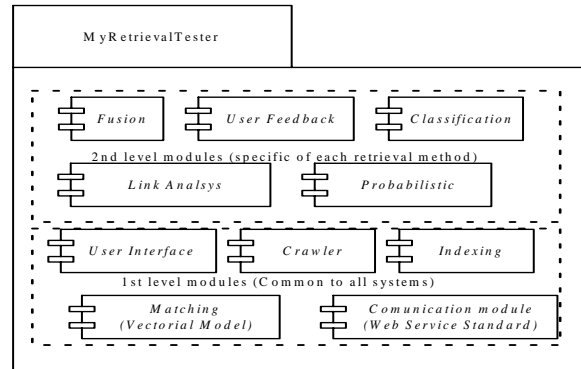 MyRetrievalTester
Fusion
User Feedback
Classification
2nd level modules (specific of each retrieval method)
Link Analsys
Probabilistic
User Interface
Crawler
Indexing
1st level modules (Common to all systems)
Matching
(Vectorial Model)
Comunication module
(Web Service Standard)